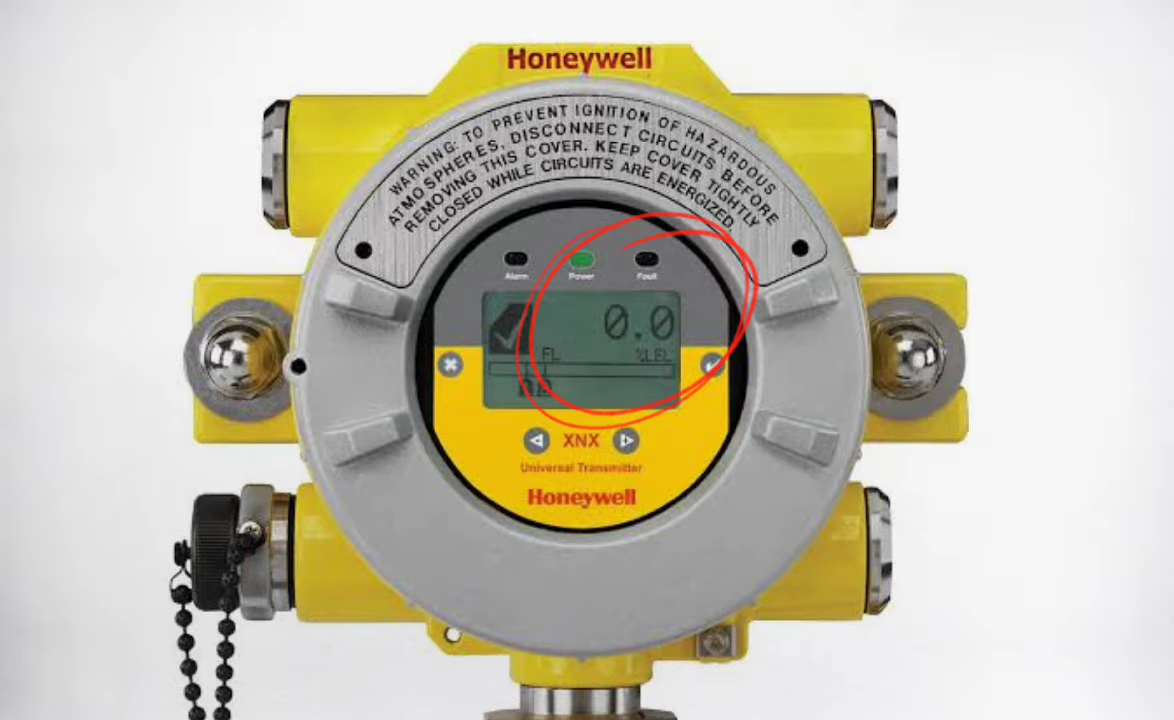 Honeywell
WARNING: TO PREVENT IGNITION OF HAZARDOUS
ATMOSPHERES, DISCONNECT CIRCUITS BEFORE
REMOVING THIS COVER. KEEP COVER TIGHTLY
CLOSED WHILE CIRCUITS ARE ENERGIZED.
Alarm Power Fault
0.0
FL %LEL
XNX
Universal Transmitter
Honeywell